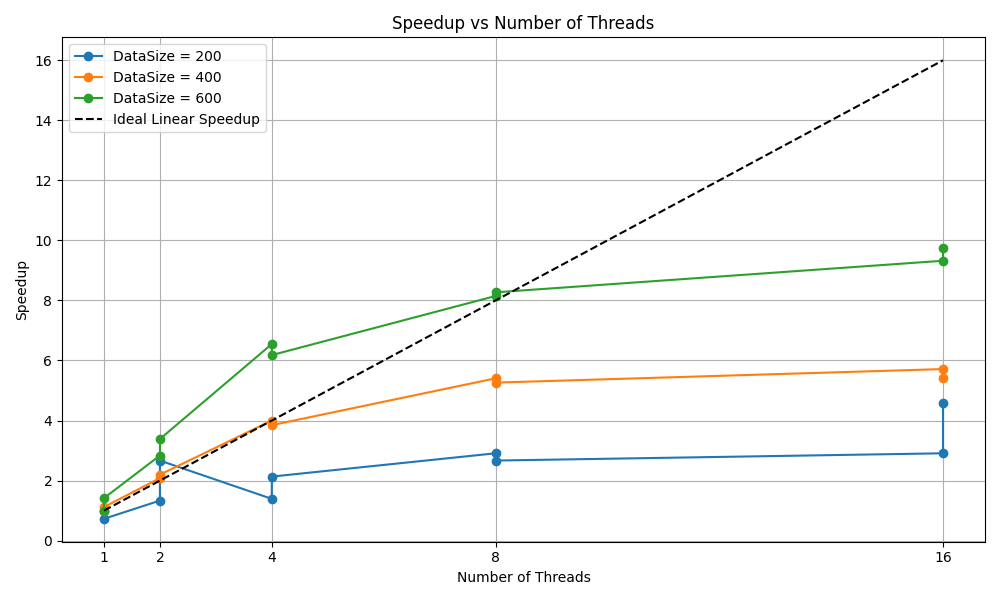 Speedup vs Number of Threads
DataSize = 200
DataSize = 400
DataSize = 600
Ideal Linear Speedup
Speedup
16
14
12
10
8
6
4
2
0
1 2 4 8 16
Number of Threads